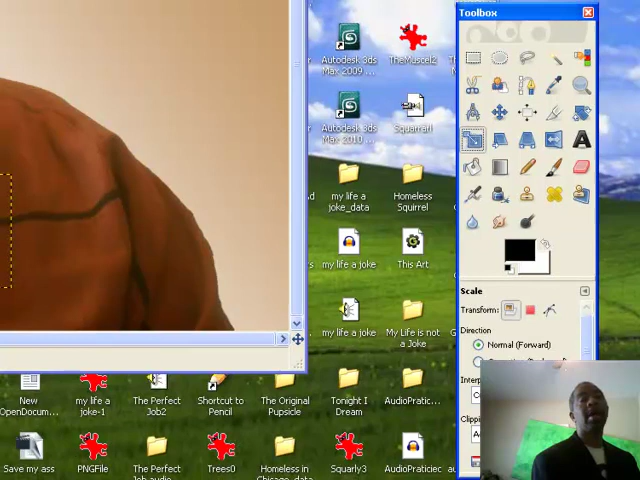 Toolbox
Autodesk 3ds
Max 2009 ...
TheMuscel2
Autodesk 3ds
Max 2010 ...
Squarrarl
my life a
joke_data
Homeless
Squirrel
my life a joke
This Art
my life a joke
My Life is not
a Joke
Scale
Transform:
Direction
Normal (Forward)
New
OpenDocum...
my life a
joke-1
The Perfect
Job2
Shortcut to
Pencil
The Original
Pupside
Tonight I
Dream
AudioPratic...
Save my ass
PNGFile
The Perfect
Job audio
Trees0
Homeless in
Chicago_data
Squarly3
AudioPraticiec